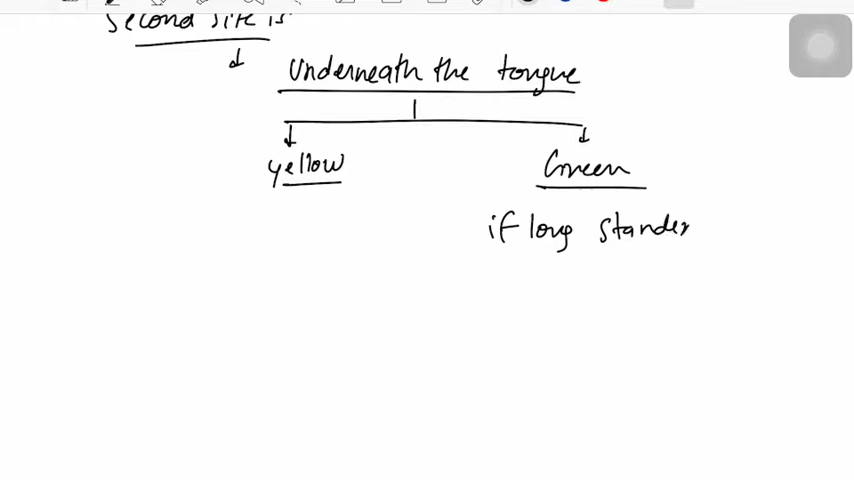 Second site is
Underneath the tongue
yellow
Green
if long stander